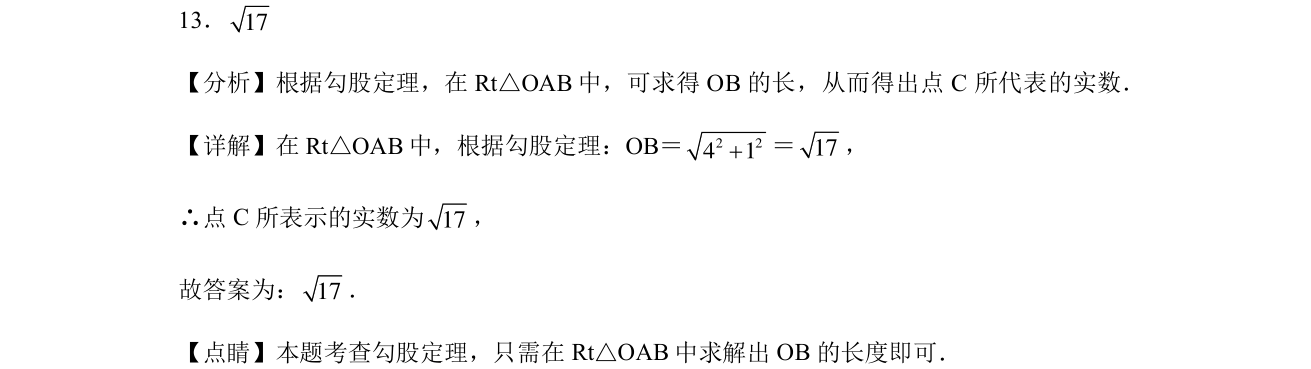 13．√17
【分析】根据勾股定理，在 Rt△OAB 中，可求得 OB 的长，从而得出点 C 所代表的实数．
【详解】在 Rt△OAB 中，根据勾股定理：OB＝√(4²+1²)＝√17，
∴点 C 所表示的实数为√17，
故答案为：√17．
【点睛】本题考查勾股定理，只需在 Rt△OAB 中求解出 OB 的长度即可．